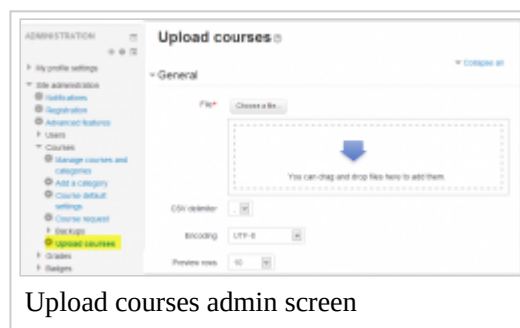 ADMINISTRATION
My profile settings
Site administration
Notifications
Registration
Advanced features
Users
Courses
Manage courses and
categories
Add a category
Course default
settings
Course request
Backups
Upload courses
Grades
Badges
Upload courses
Collapse all
General
File*
Choose a file...
You can drag and drop files here to add them.
CSV delimiter
,
Encoding
UTF-8
Preview rows
10
Upload courses admin screen